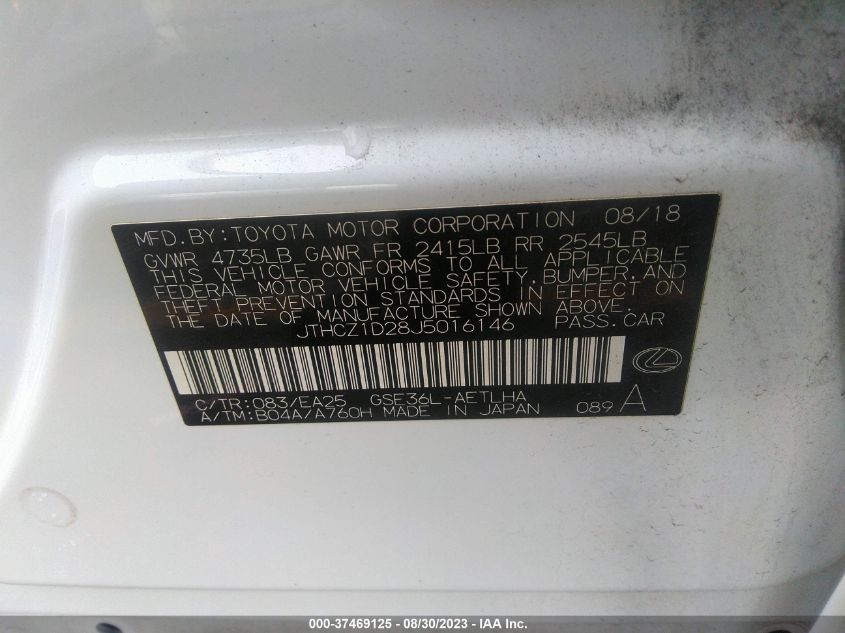 MFD.BY:TOYOTA MOTOR CORPORATION 08/18
GVWR 4735LB GAWR FR 2415LB RR 2545LB
THIS VEHICLE CONFORMS TO ALL APPLICABLE
FEDERAL MOTOR VEHICLE SAFETY, BUMPER, AND
THEFT PREVENTION STANDARDS IN EFFECT ON
THE DATE OF MANUFACTURE SHOWN ABOVE.
JTHCZ1D28J5016146 PASS.CAR
C/TR:083/EA25 GSE36L-AETLHA
A/TM:B04A/A760H MADE IN JAPAN 089 A
000-37469125 - 08/30/2023 - IAA Inc.